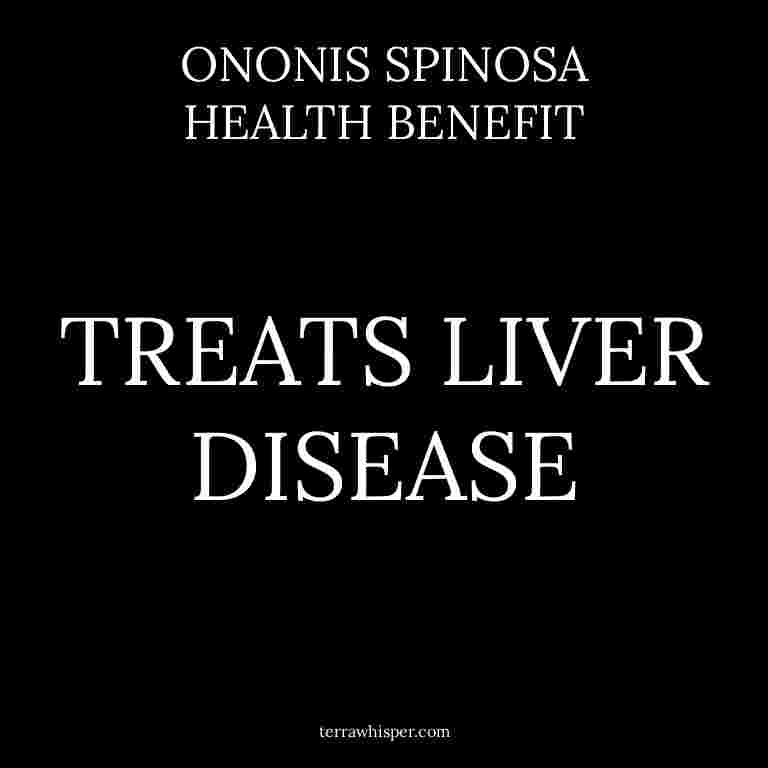 ONONIS SPINOSA
HEALTH BENEFIT
TREATS LIVER
DISEASE
terrawhisper.com